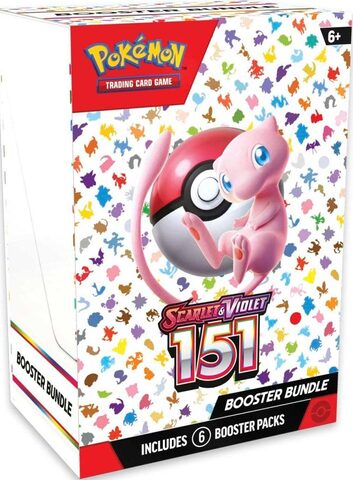 Pokémon
TRADING CARD GAME
6+
SCARLET & VIOLET
151
BOOSTER BUNDLE
INCLUDES 6 BOOSTER PACKS
BOOSTER BUNDLE